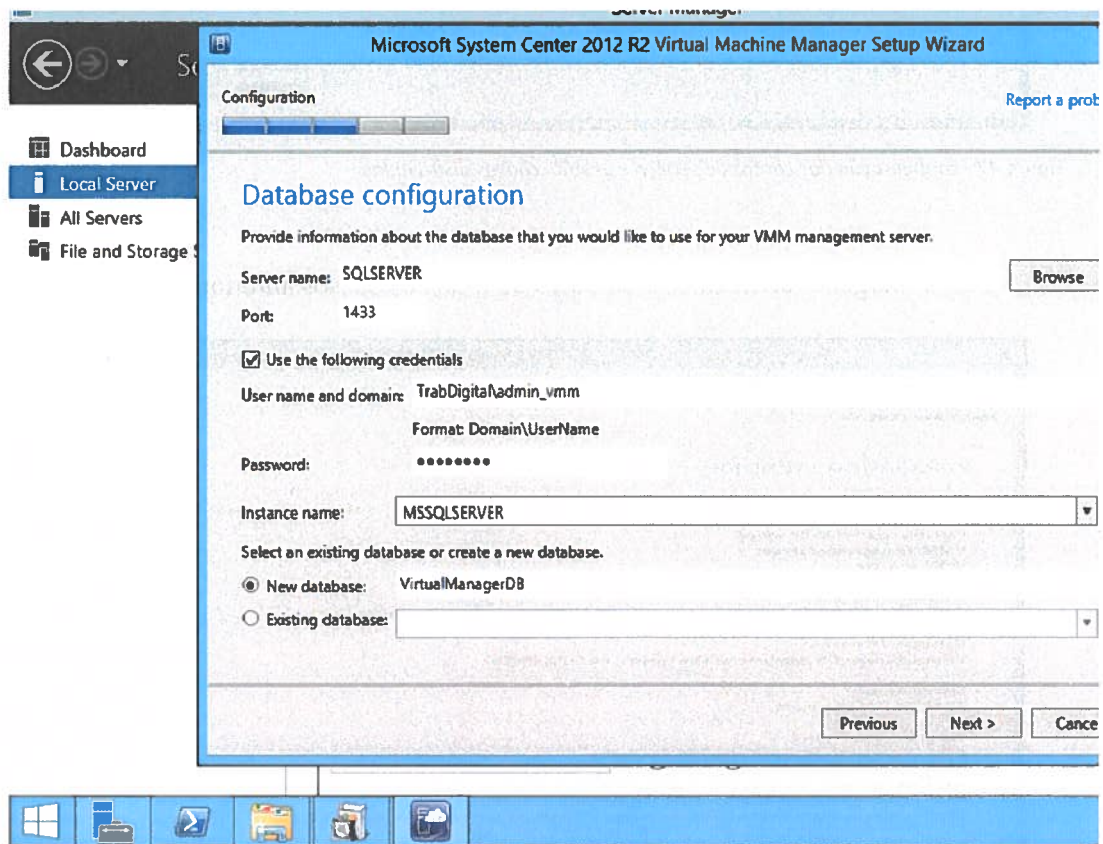 Server Manager
Microsoft System Center 2012 R2 Virtual Machine Manager Setup Wizard
Configuration
Report a prob
Dashboard
Local Server
All Servers
File and Storage S
Database configuration
Provide information about the database that you would like to use for your VMM management server.
Server name: SQLSERVER
Browse
Port: 1433
Use the following credentials
User name and domain: TrabDigital\admin_vmm
Format: Domain\UserName
Password: ●●●●●●●●
Instance name: MSSQLSERVER
Select an existing database or create a new database.
New database: VirtualManagerDB
Existing database:
Previous
Next >
Cance